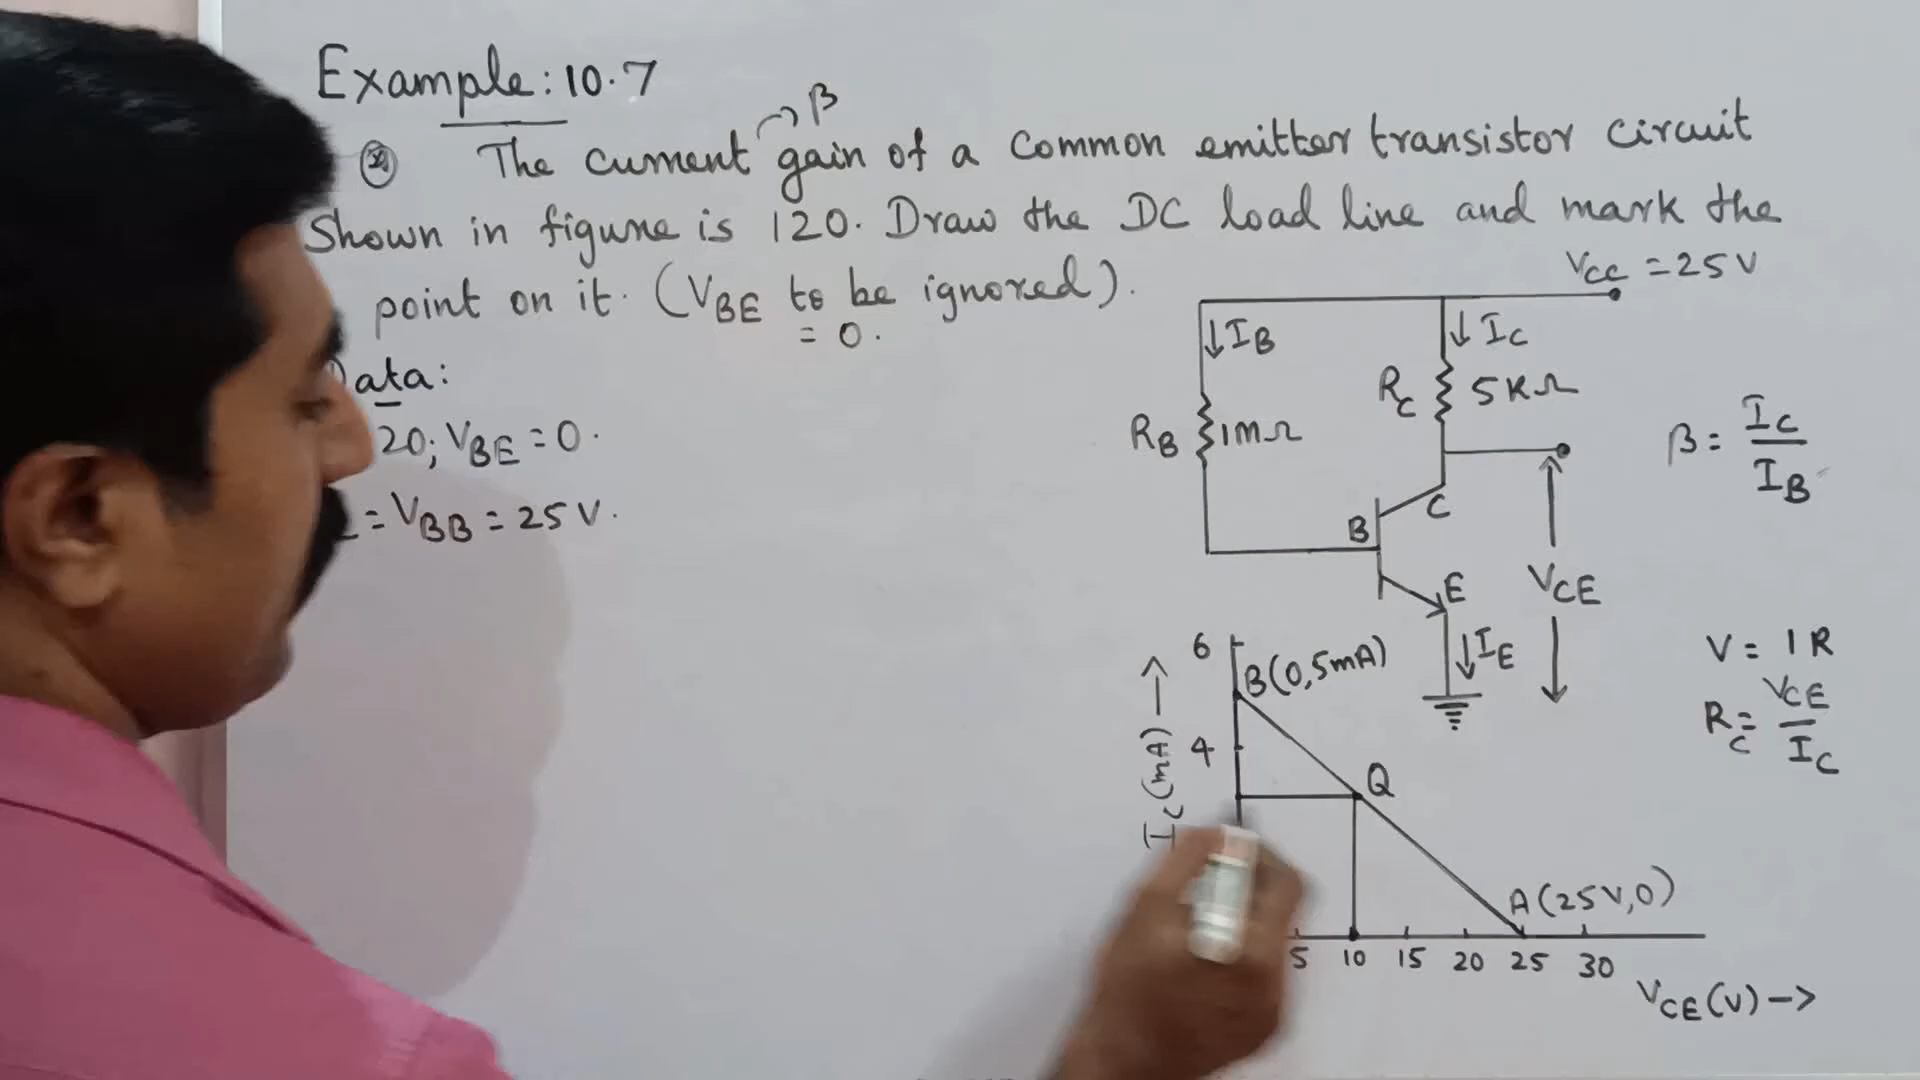 Example: 10.7
β
The current gain of a common emitter transistor circuit
Shown in figure is 120. Draw the DC load line and mark the
point on it. (VBE to be ignored).
= 0.
VCC = 25 V
Data:
20; VBE = 0.
= VBB = 25 V.
IB
IC
RC 5KΩ
RB 1MΩ
β = IC / IB
B
C
E
VCE
IE
V = IR
RC = VCE / IC
6
B(0,5mA)
4
IC(mA)
Q
A(25V,0)
5 10 15 20 25 30
VCE(V) →